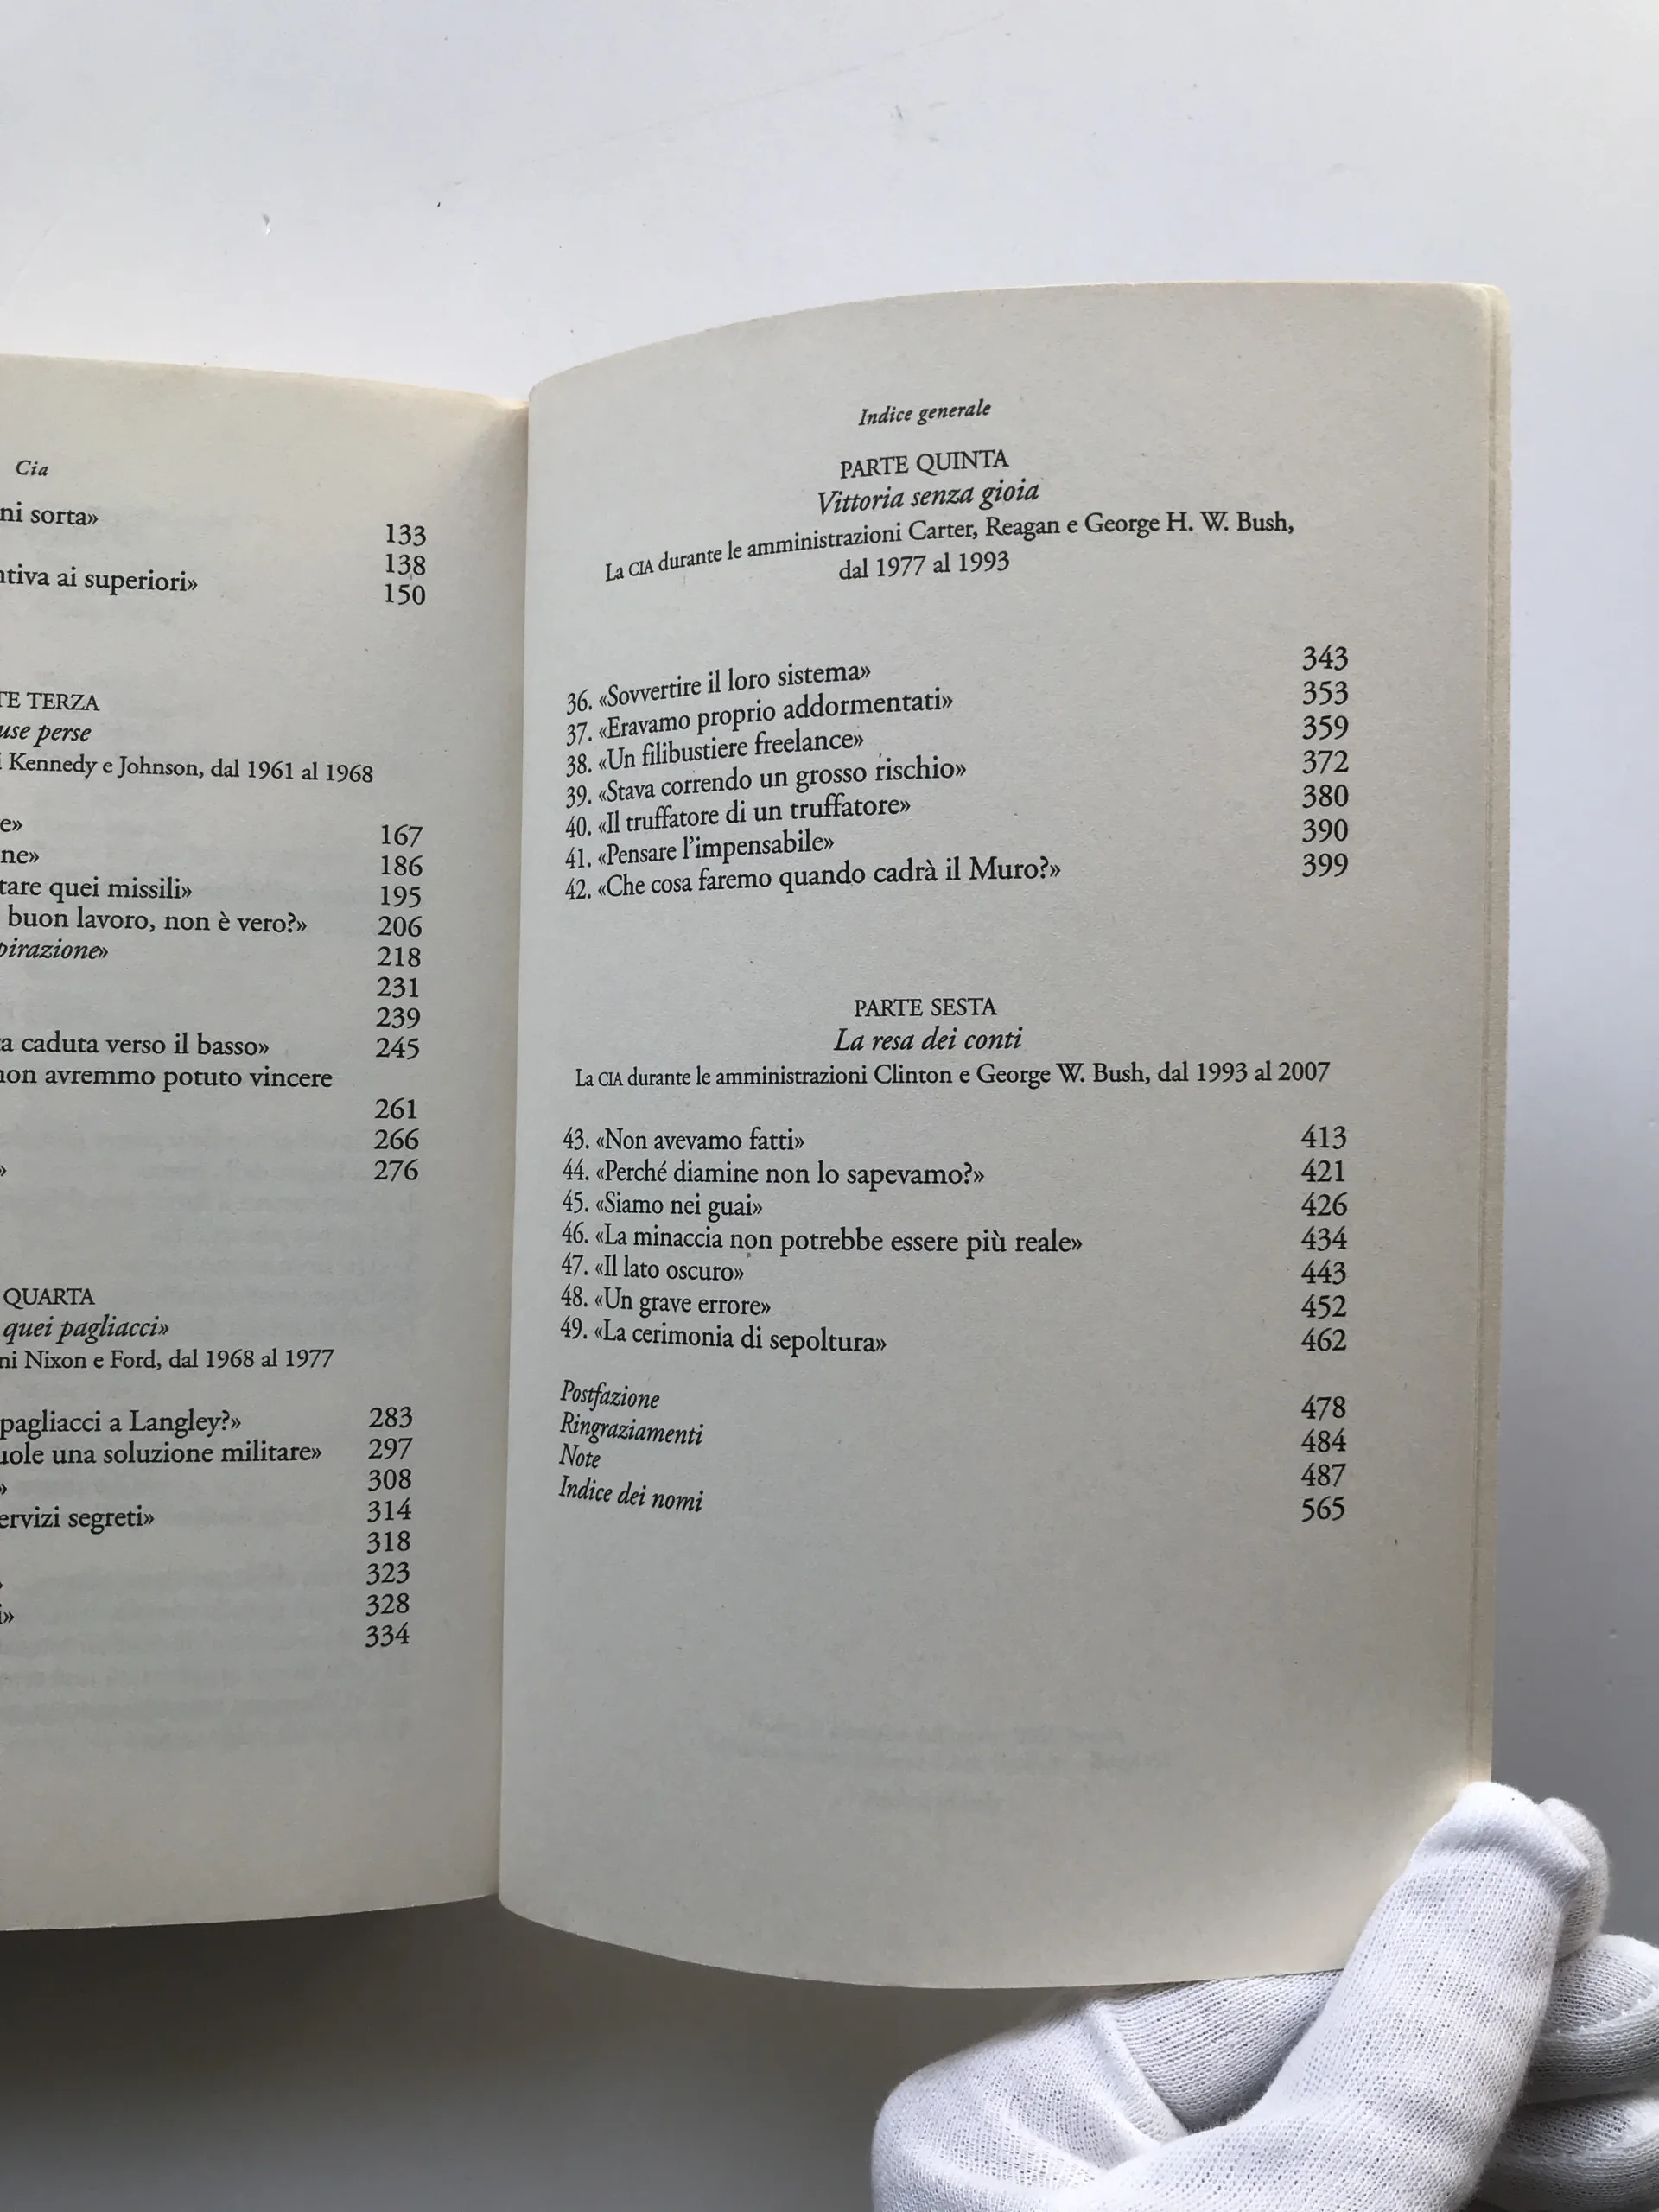 Cia
ni sorta»
133
138
tiva ai superiori» 150
TE TERZA
use perse
i Kennedy e Johnson, dal 1961 al 1968
e» 167
ne» 186
tare quei missili» 195
buon lavoro, non è vero?» 206
pirazione» 218
231
239
a caduta verso il basso» 245
non avremmo potuto vincere
261
266
» 276
QUARTA
quei pagliacci»
ni Nixon e Ford, dal 1968 al 1977
pagliacci a Langley?» 283
uole una soluzione militare» 297
» 308
ervizi segreti» 314
318
» 323
i» 328
334
Indice generale
PARTE QUINTA
Vittoria senza gioia
La CIA durante le amministrazioni Carter, Reagan e George H. W. Bush,
dal 1977 al 1993
36. «Sovvertire il loro sistema» 343
37. «Eravamo proprio addormentati» 353
38. «Un filibustiere freelance» 359
39. «Stava correndo un grosso rischio» 372
40. «Il truffatore di un truffatore» 380
41. «Pensare l'impensabile» 390
42. «Che cosa faremo quando cadrà il Muro?» 399
PARTE SESTA
La resa dei conti
La CIA durante le amministrazioni Clinton e George W. Bush, dal 1993 al 2007
43. «Non avevamo fatti» 413
44. «Perché diamine non lo sapevamo?» 421
45. «Siamo nei guai» 426
46. «La minaccia non potrebbe essere più reale» 434
47. «Il lato oscuro» 443
48. «Un grave errore» 452
49. «La cerimonia di sepoltura» 462
Postfazione 478
Ringraziamenti 484
Note 487
Indice dei nomi 565